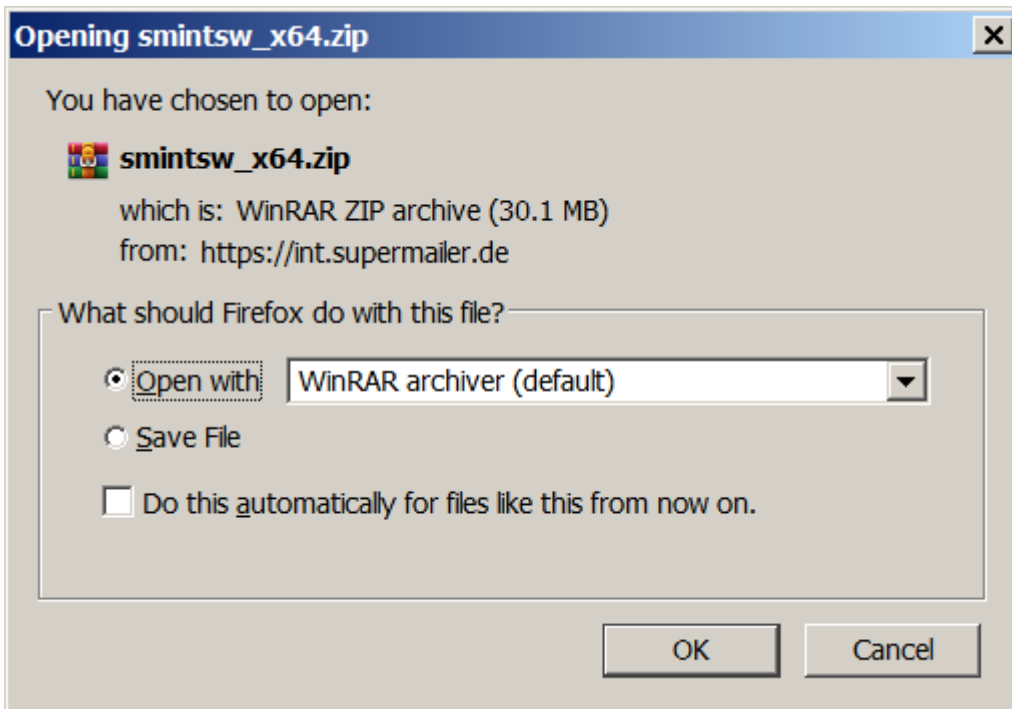 Opening smintsw_x64.zip
You have chosen to open:
smintsw_x64.zip
which is: WinRAR ZIP archive (30.1 MB)
from: https://int.supermailer.de
What should Firefox do with this file?
Open with WinRAR archiver (default)
Save File
Do this automatically for files like this from now on.
OK Cancel